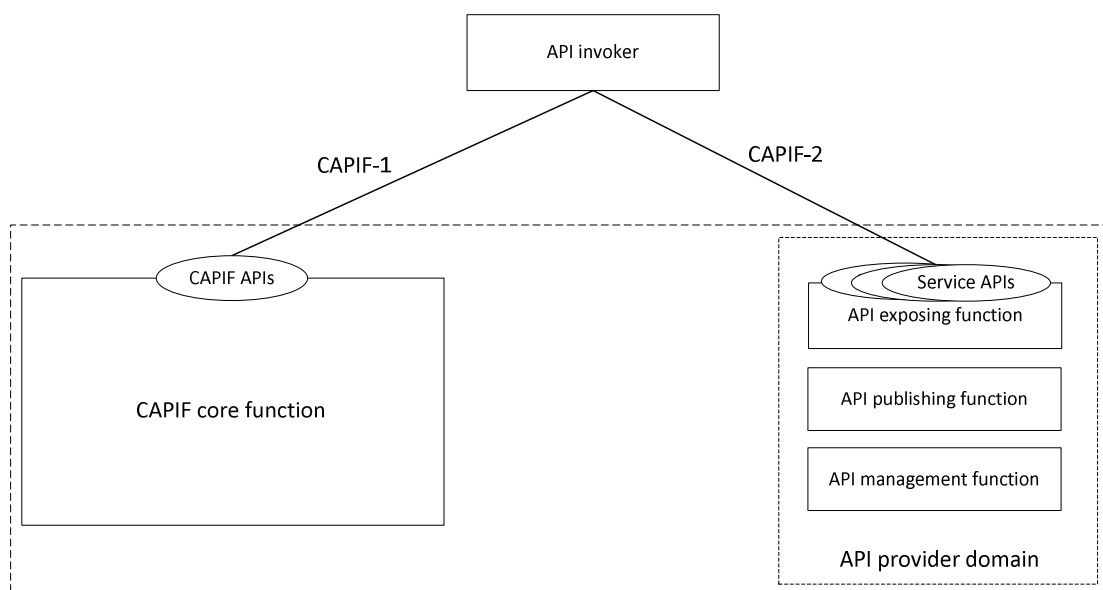 API invoker
CAPIF-1
CAPIF-2
CAPIF APIs
Service APIs
API exposing function
CAPIF core function
API publishing function
API management function
API provider domain